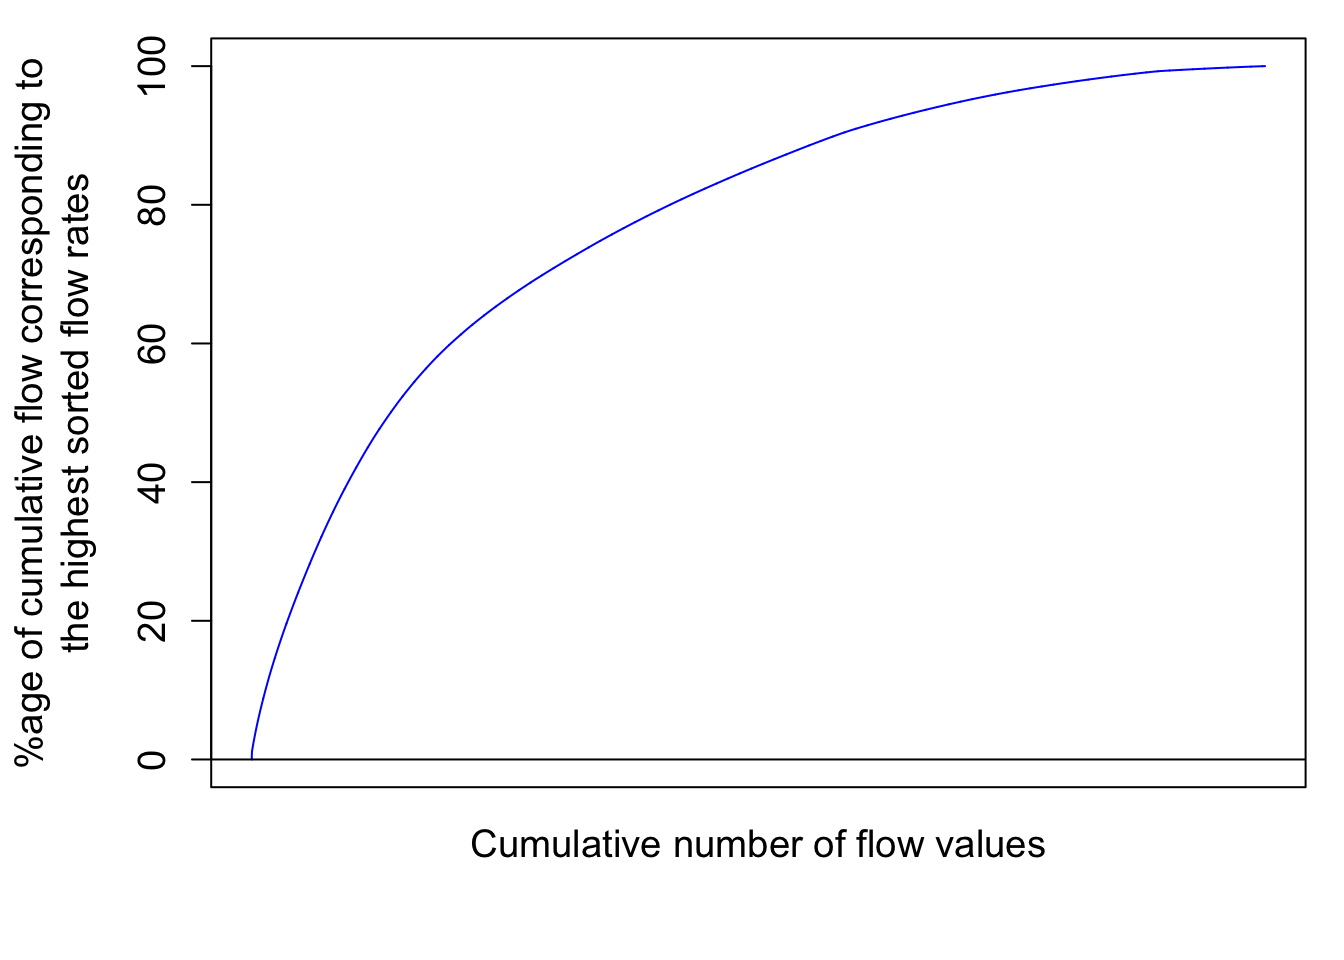 %age of cumulative flow corresponding to
the highest sorted flow rates
100
80
60
40
20
0
Cumulative number of flow values